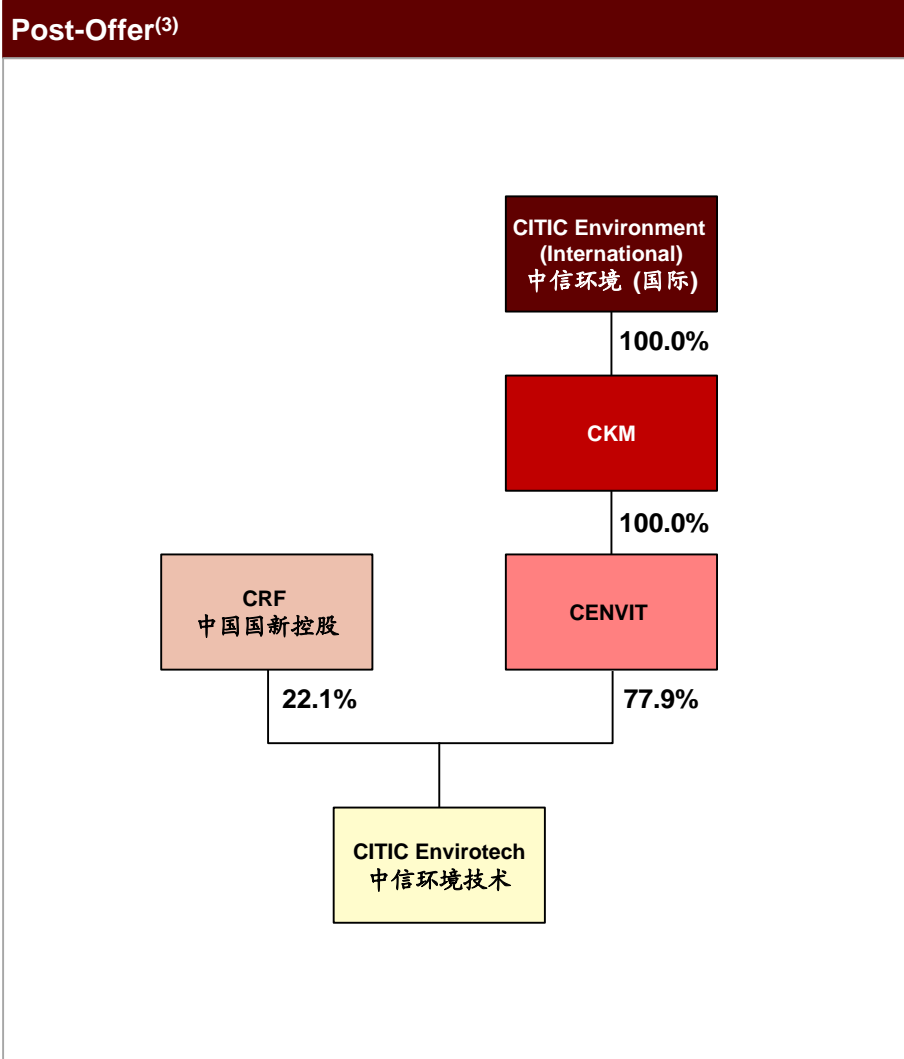 Post-Offer(3)
CITIC Environment
(International)
中信环境 (国际)
100.0%
CKM
100.0%
CRF
中国国新控股
CENVIT
22.1%
77.9%
CITIC Envirotech
中信环境技术